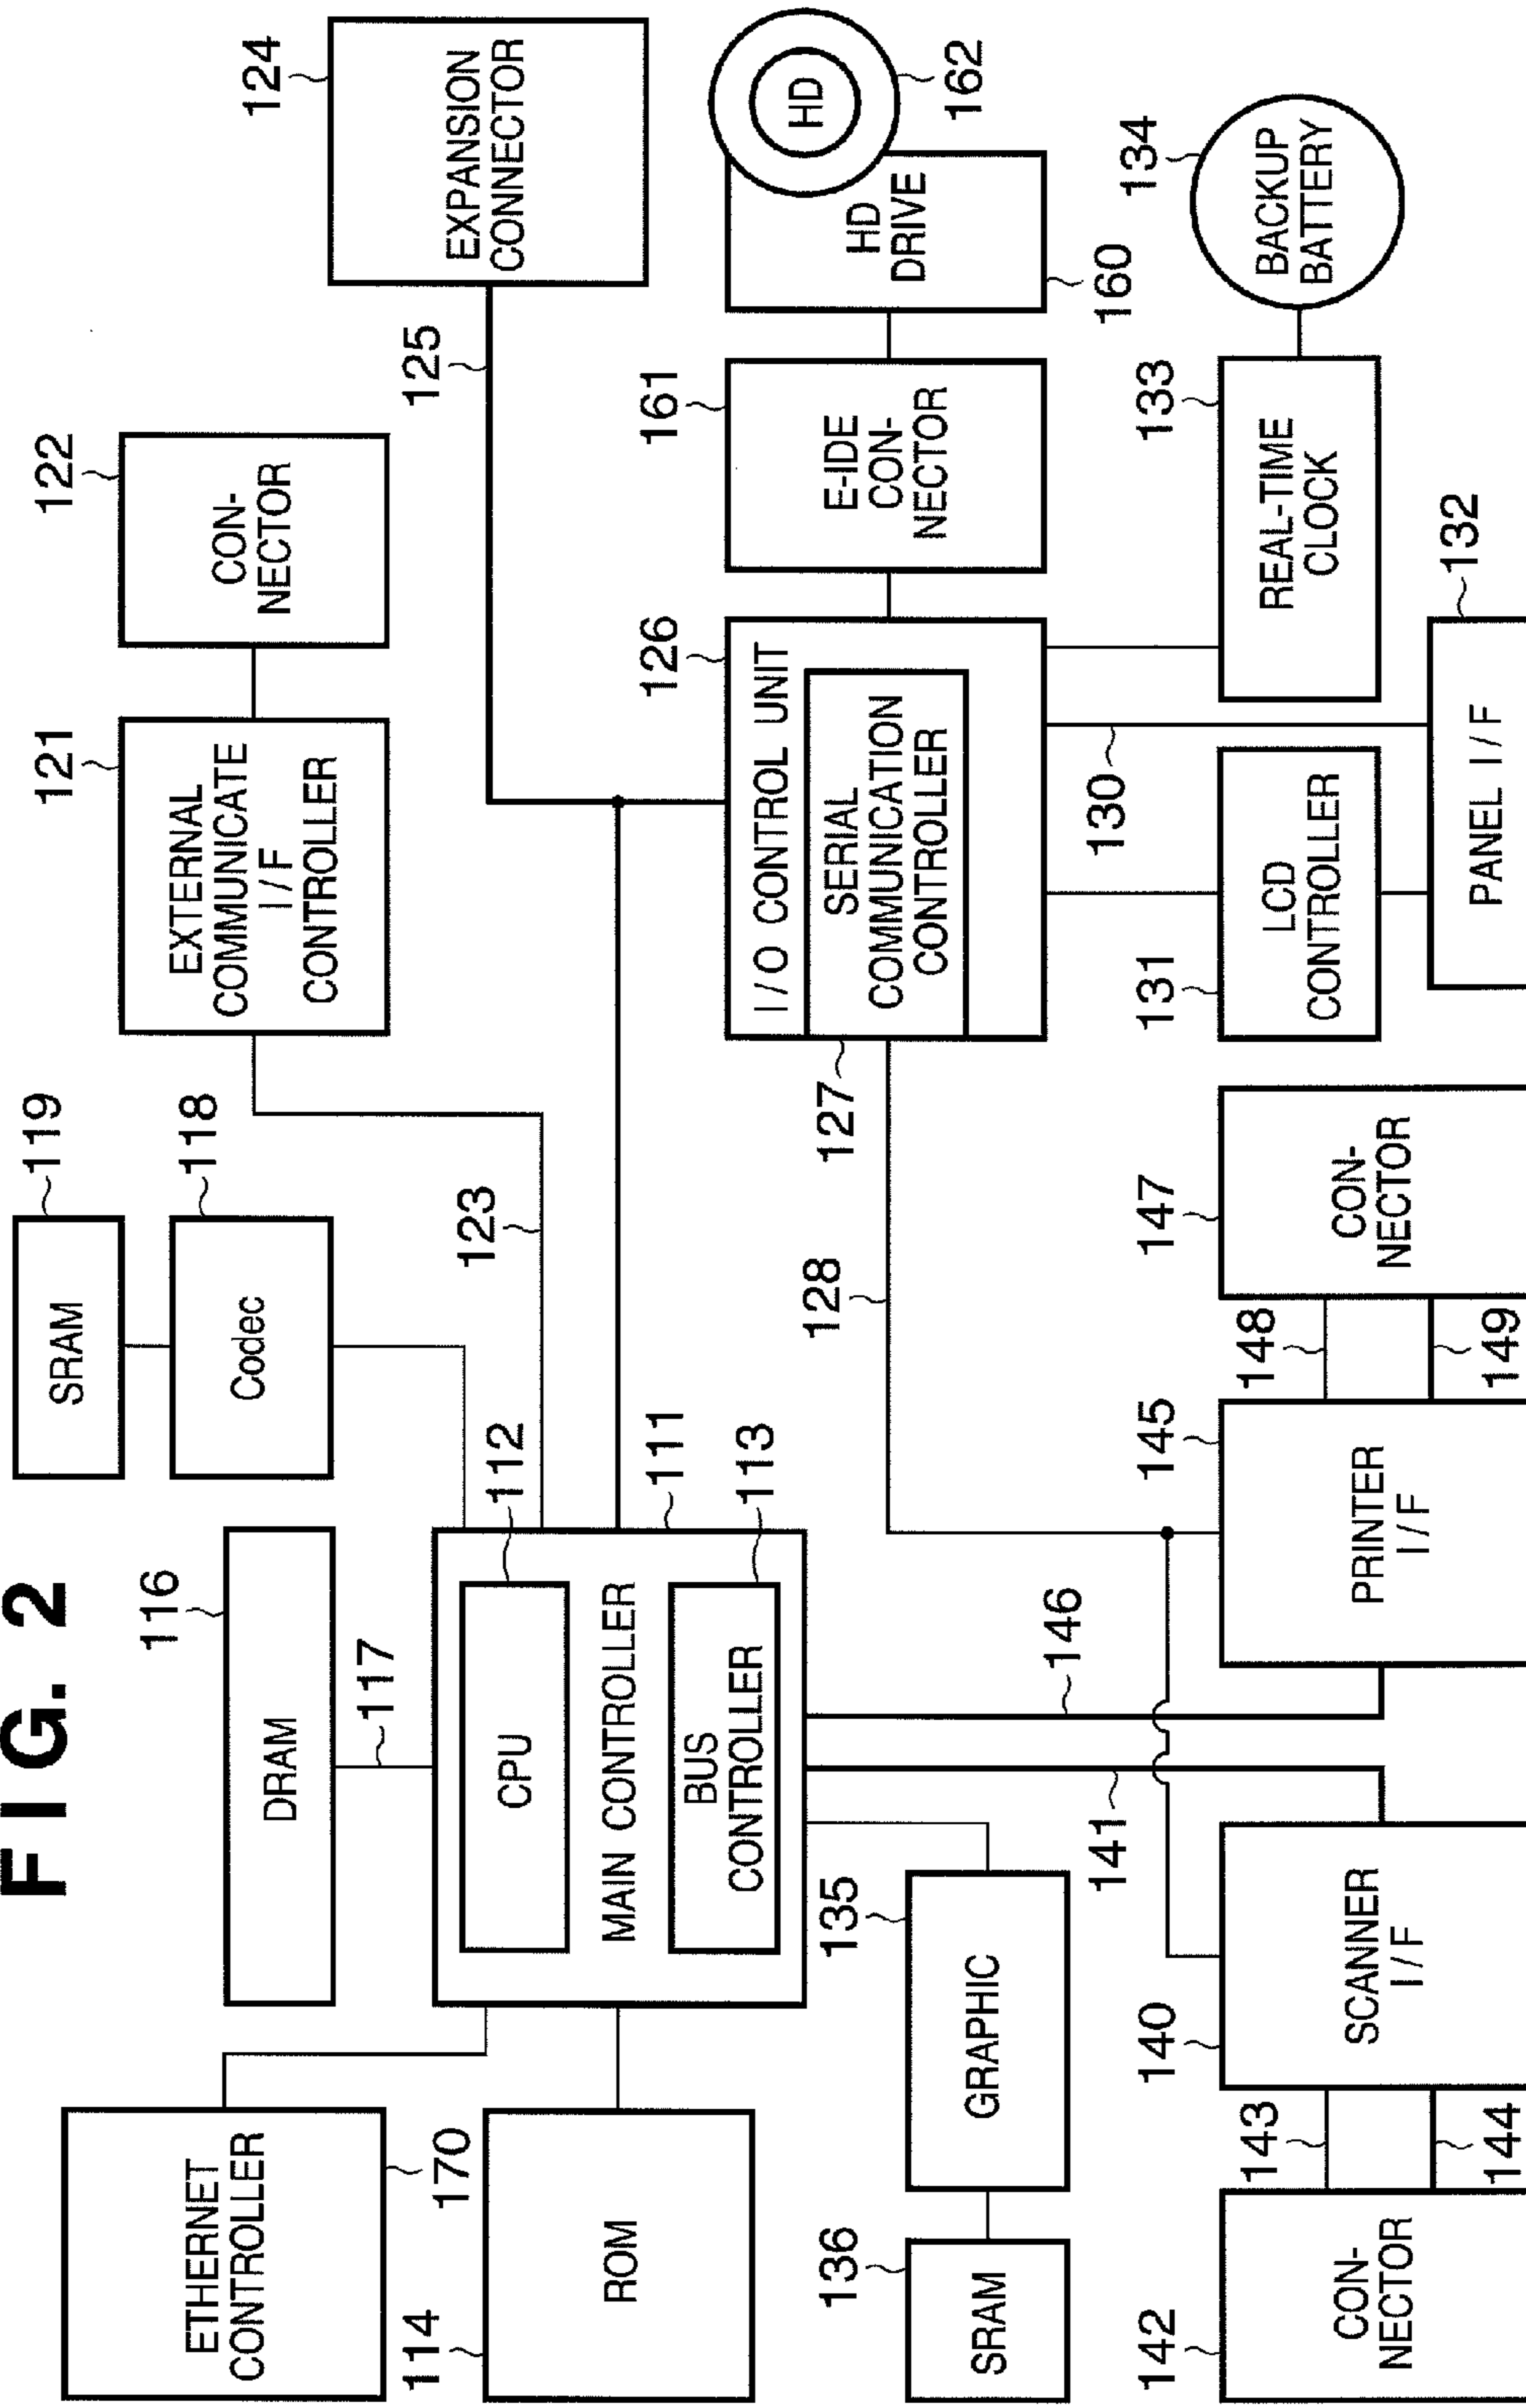 FIG. 2
ETHERNET
CONTROLLER
170
114
ROM
116
DRAM
117
112
CPU
MAIN CONTROLLER
111
BUS
CONTROLLER
113
SRAM
119
Codec
118
123
121
EXTERNAL
COMMUNICATE
I/F
CONTROLLER
122
CON-
NECTOR
125
124
EXPANSION
CONNECTOR
126
I/O CONTROL UNIT
SERIAL
COMMUNICATION
CONTROLLER
127
128
161
E-IDE
CON-
NECTOR
HD
DRIVE
160
HD
162
130
131
LCD
CONTROLLER
132
PANEL I/F
133
REAL-TIME
CLOCK
134
BACKUP
BATTERY
136
SRAM
135
GRAPHIC
141
146
142
CON-
NECTOR
143
144
140
SCANNER
I/F
145
PRINTER
I/F
148
149
147
CON-
NECTOR